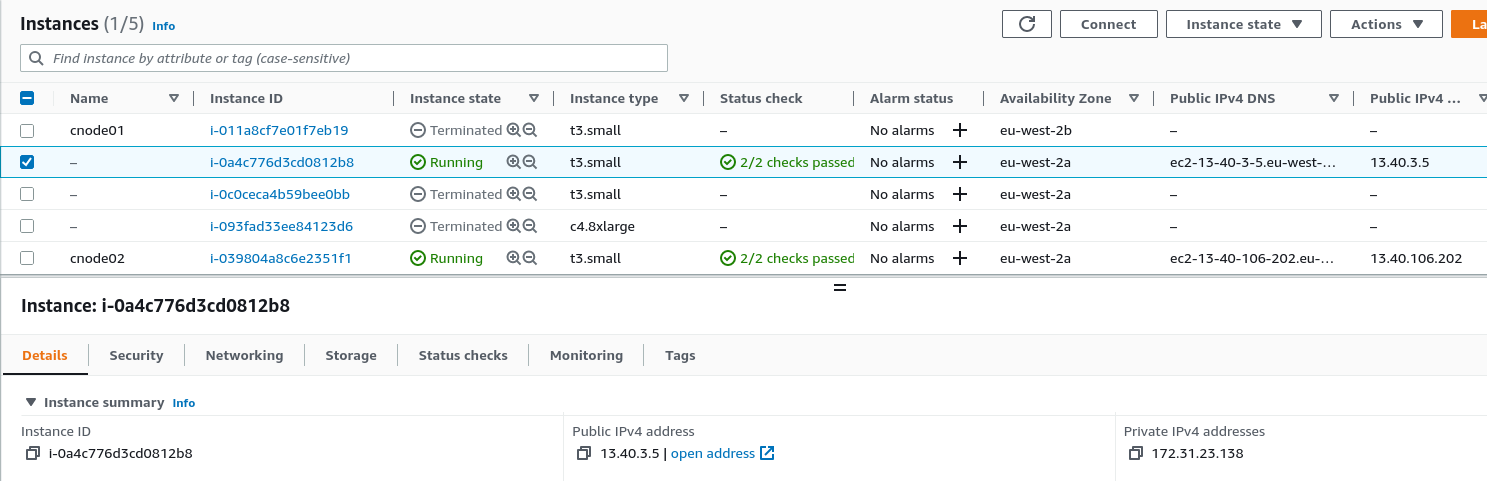 Instances (1/5) Info Connect Instance state Actions La
Find instance by attribute or tag (case-sensitive)
Name Instance ID Instance state Instance type Status check Alarm status Availability Zone Public IPv4 DNS Public IPv4 ...
cnode01 i-011a8cf7e01f7eb19 Terminated t3.small – No alarms + eu-west-2b – –
– i-0a4c776d3cd0812b8 Running t3.small 2/2 checks passed No alarms + eu-west-2a ec2-13-40-3-5.eu-west-... 13.40.3.5
– i-0c0ceca4b59bee0bb Terminated t3.small – No alarms + eu-west-2a – –
– i-093fad33ee84123d6 Terminated c4.8xlarge – No alarms + eu-west-2a – –
cnode02 i-039804a8c6e2351f1 Running t3.small 2/2 checks passed No alarms + eu-west-2a ec2-13-40-106-202.eu-... 13.40.106.202
Instance: i-0a4c776d3cd0812b8
Details Security Networking Storage Status checks Monitoring Tags
Instance summary Info
Instance ID Public IPv4 address Private IPv4 addresses
i-0a4c776d3cd0812b8 13.40.3.5 | open address 172.31.23.138